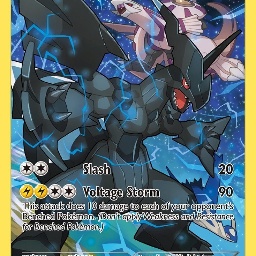 Slash 20
Voltage Storm 90
This attack does 10 damage to each of your opponent's
Benched Pokémon. (Don't apply Weakness and Resistance
for Benched Pokémon.)